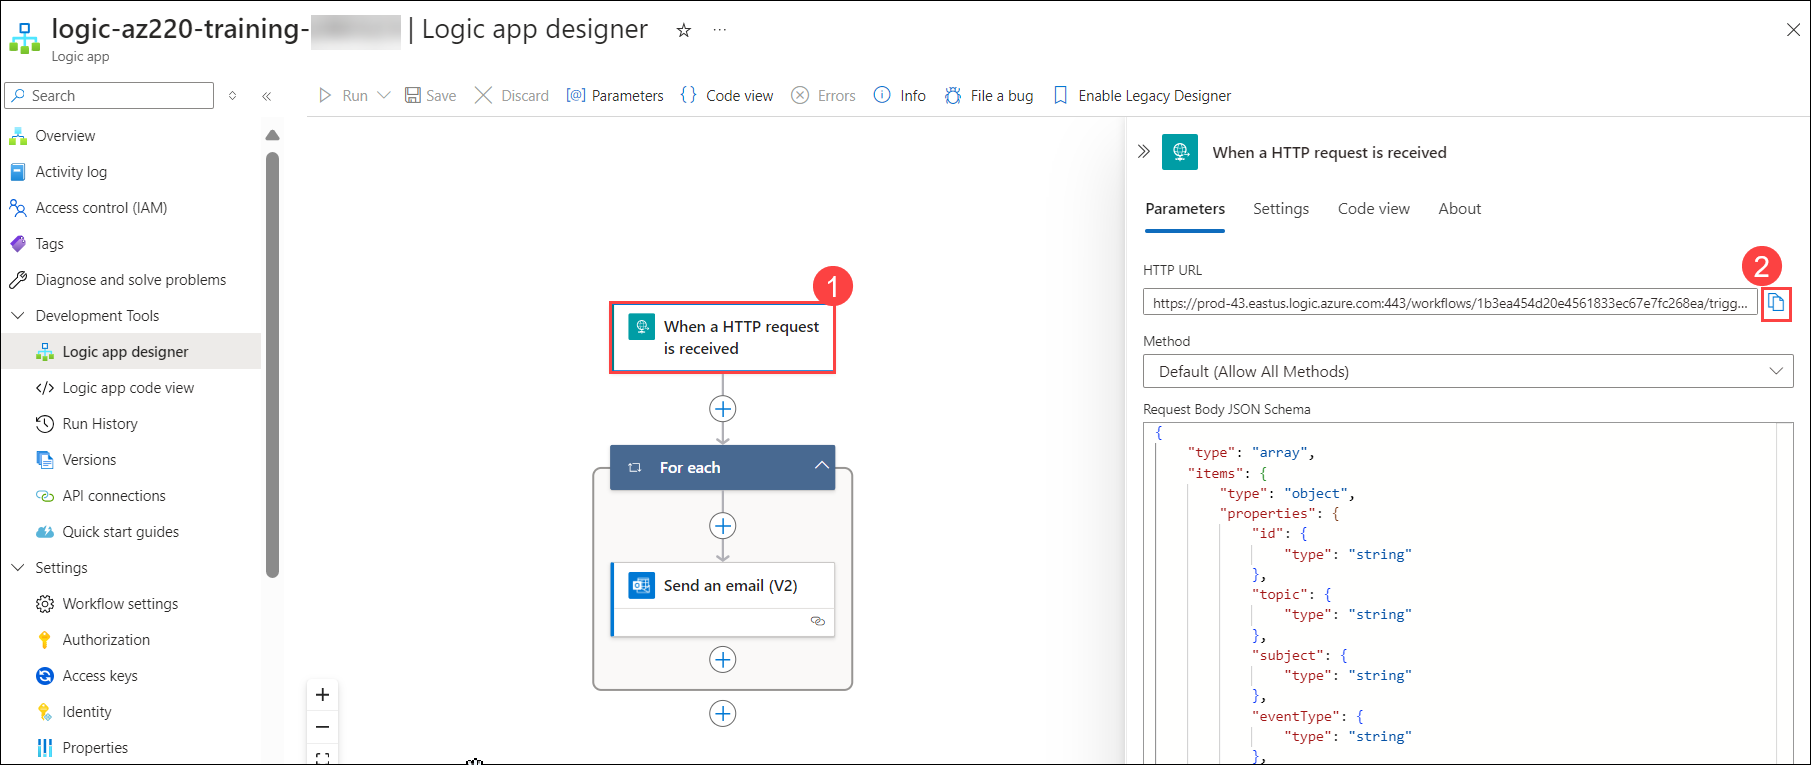 logic-az220-training- | Logic app designer
Logic app
Search
Run
Save
Discard
Parameters
Code view
Errors
Info
File a bug
Enable Legacy Designer
Overview
Activity log
Access control (IAM)
Tags
Diagnose and solve problems
Development Tools
Logic app designer
Logic app code view
Run History
Versions
API connections
Quick start guides
Settings
Workflow settings
Authorization
Access keys
Identity
Properties
1
When a HTTP request
is received
For each
Send an email (V2)
When a HTTP request is received
Parameters
Settings
Code view
About
HTTP URL
2
https://prod-43.eastus.logic.azure.com:443/workflows/1b3ea454d20e4561833ec67e7fc268ea/trigg...
Method
Default (Allow All Methods)
Request Body JSON Schema
{
"type": "array",
"items": {
"type": "object",
"properties": {
"id": {
"type": "string"
},
"topic": {
"type": "string"
},
"subject": {
"type": "string"
},
"eventType": {
"type": "string"
},